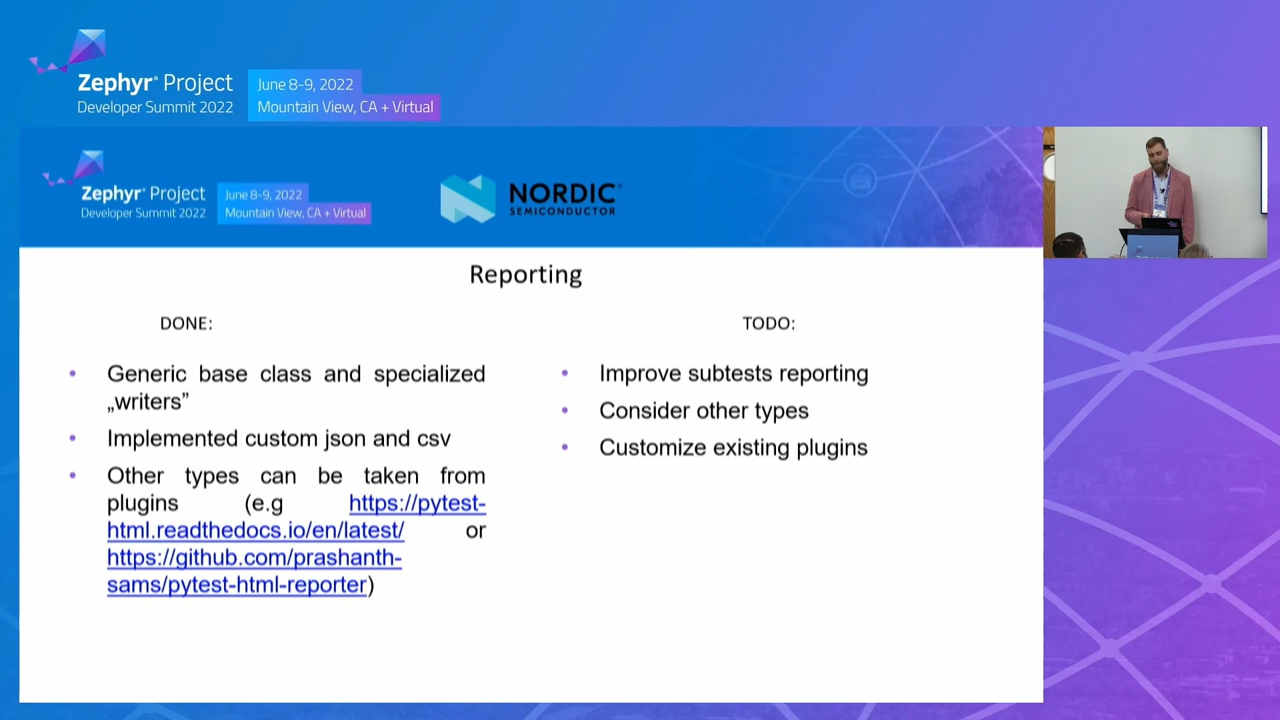 Zephyr® Project
Developer Summit 2022
June 8-9, 2022
Mountain View, CA + Virtual
Zephyr® Project
Developer Summit 2022
June 8-9, 2022
Mountain View, CA + Virtual
NORDIC®
SEMICONDUCTOR
Reporting
DONE:
• Generic base class and specialized
„writers”
• Implemented custom json and csv
• Other types can be taken from
plugins (e.g https://pytest-
html.readthedocs.io/en/latest/ or
https://github.com/prashanth-
sams/pytest-html-reporter)
TODO:
• Improve subtests reporting
• Consider other types
• Customize existing plugins